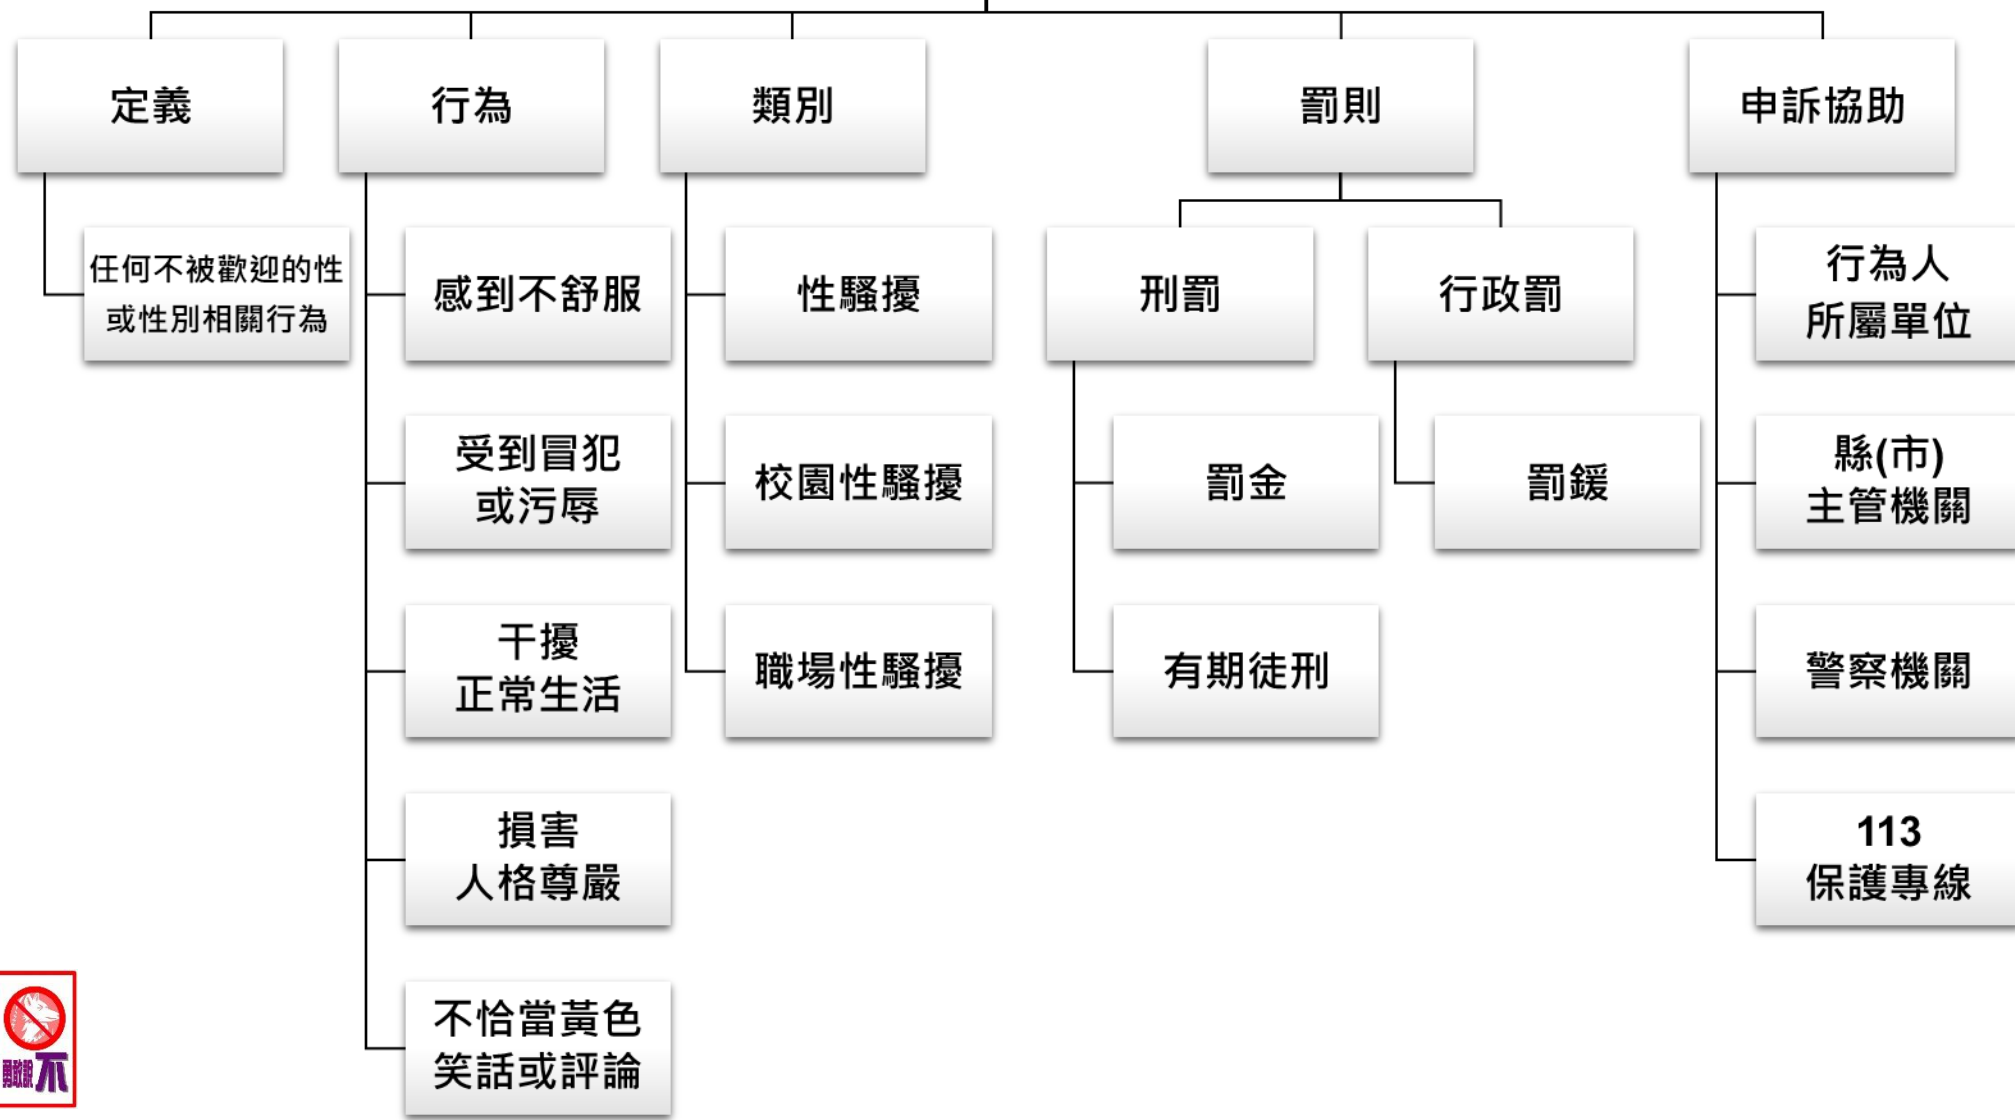 定義
任何不被歡迎的性
或性別相關行為
行為
感到不舒服
受到冒犯
或污辱
干擾
正常生活
損害
人格尊嚴
不恰當黃色
笑話或評論
類別
性騷擾
校園性騷擾
職場性騷擾
罰則
刑罰
罰金
有期徒刑
行政罰
罰鍰
申訴協助
行為人
所屬單位
縣(市)
主管機關
警察機關
113
保護專線
勇敢說不